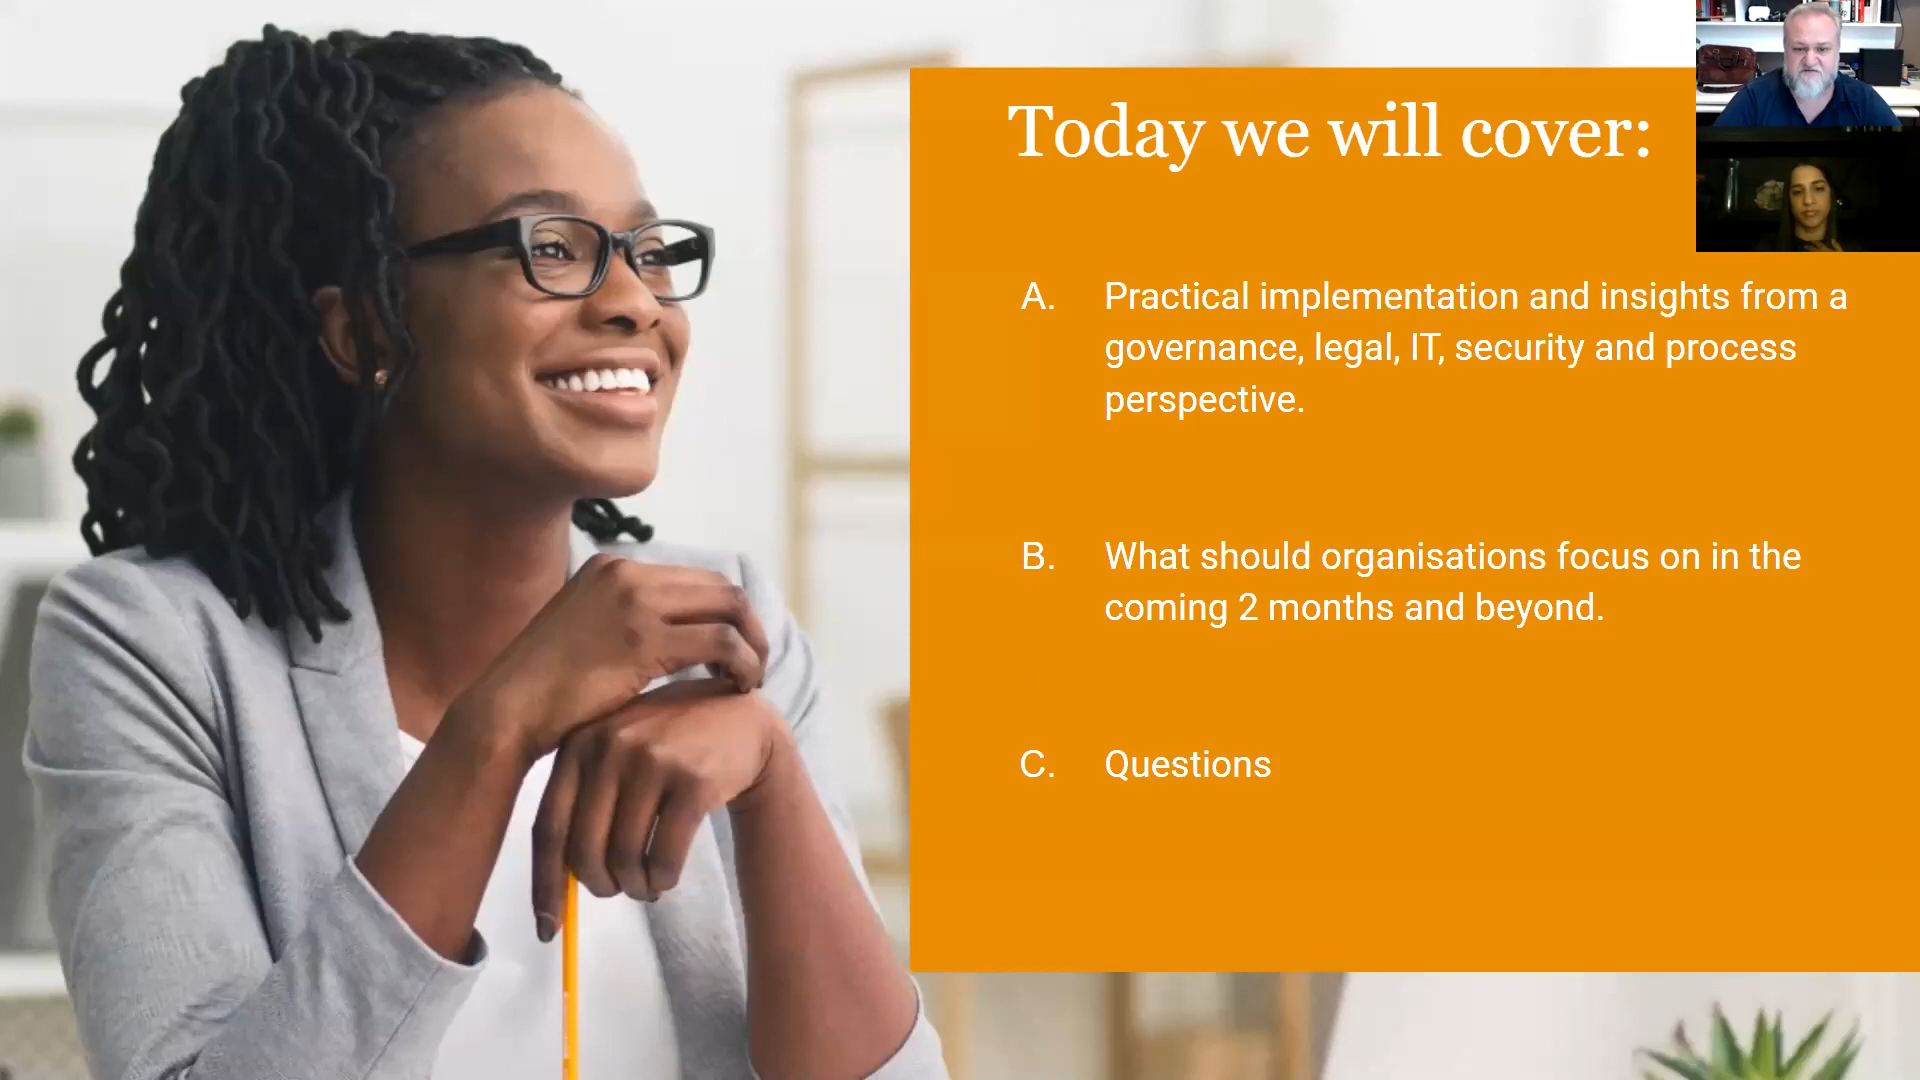 Today we will cover:
A. Practical implementation and insights from a
governance, legal, IT, security and process
perspective.
B. What should organisations focus on in the
coming 2 months and beyond.
C. Questions